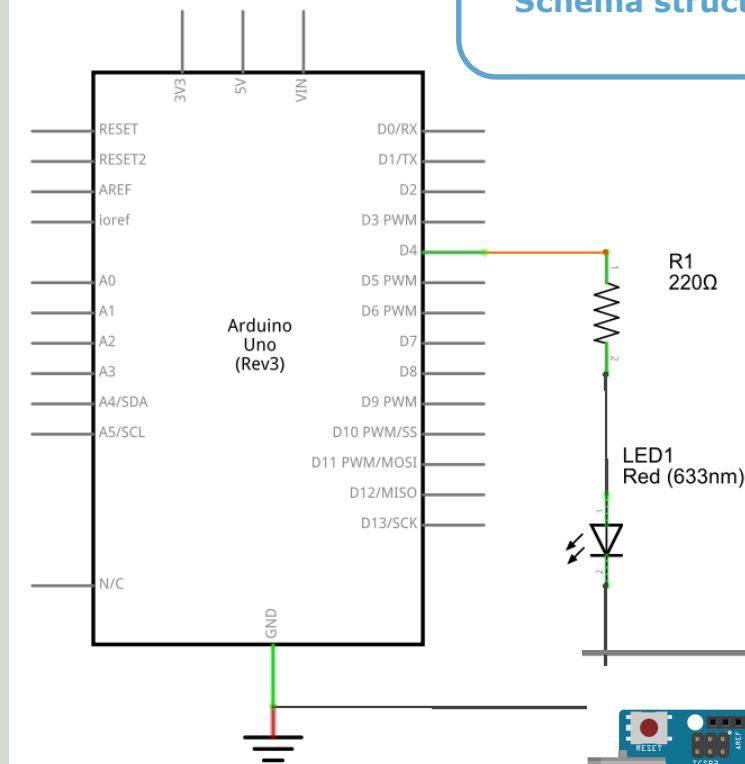 Schema struct
3V3
5V
VIN
RESET
RESET2
AREF
ioref
A0
A1
A2
A3
A4/SDA
A5/SCL
N/C
Arduino
Uno
(Rev3)
D0/RX
D1/TX
D2
D3 PWM
D4
D5 PWM
D6 PWM
D7
D8
D9 PWM
D10 PWM/SS
D11 PWM/MOSI
D12/MISO
D13/SCK
GND
1
R1
220Ω
2
LED1
Red (633nm)
1
2
RESET
AREF